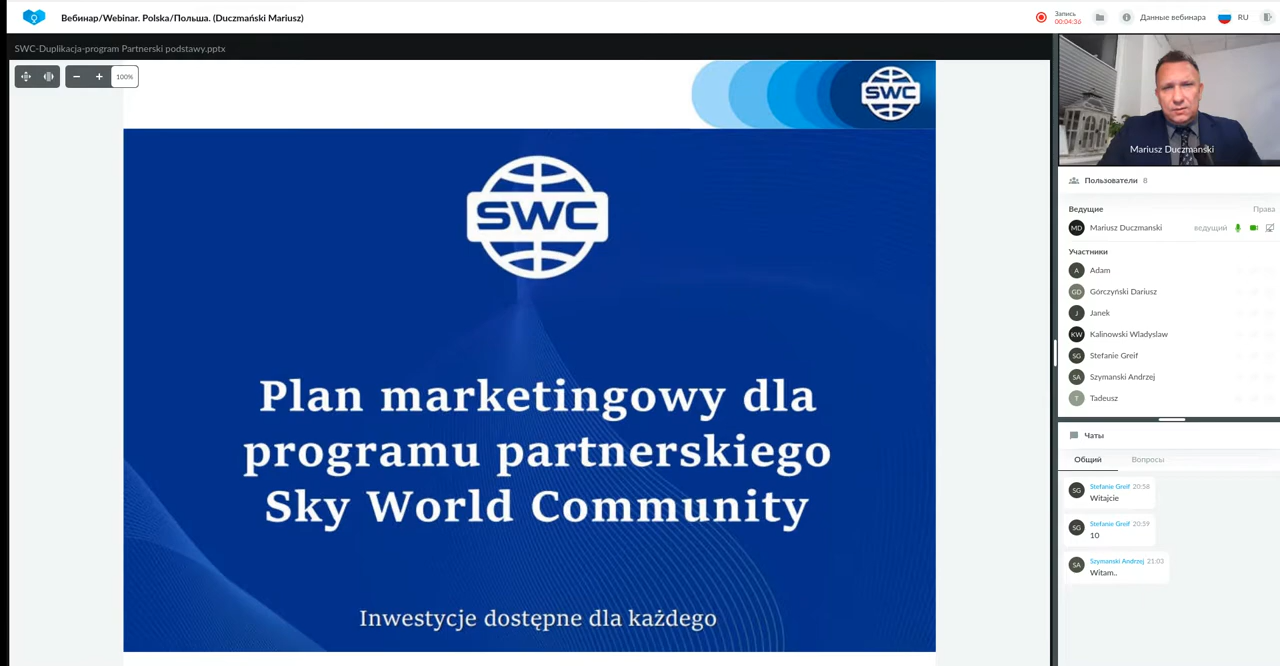 Вебинар/Webinar. Polska/Польша. (Duczmański Mariusz)
Запись
00:04:36
Данные вебинара
RU
SWC-Duplikacja-program Partnerski podstawy.pptx
100%
SWC
SWC
Plan marketingowy dla
programu partnerskiego
Sky World Community
Inwestycje dostępne dla każdego
Mariusz Duczmanski
Пользователи 8
Ведущие Права
MD Mariusz Duczmanski ведущий
Участники
A Adam
GD Górczyński Dariusz
J Janek
KW Kalinowski Wladyslaw
SG Stefanie Greif
SA Szymanski Andrzej
T Tadeusz
Чаты
Общий Вопросы
SG Stefanie Greif 20:58
Witajcie
SG Stefanie Greif 20:59
10
SA Szymanski Andrzej 21:03
Witam..